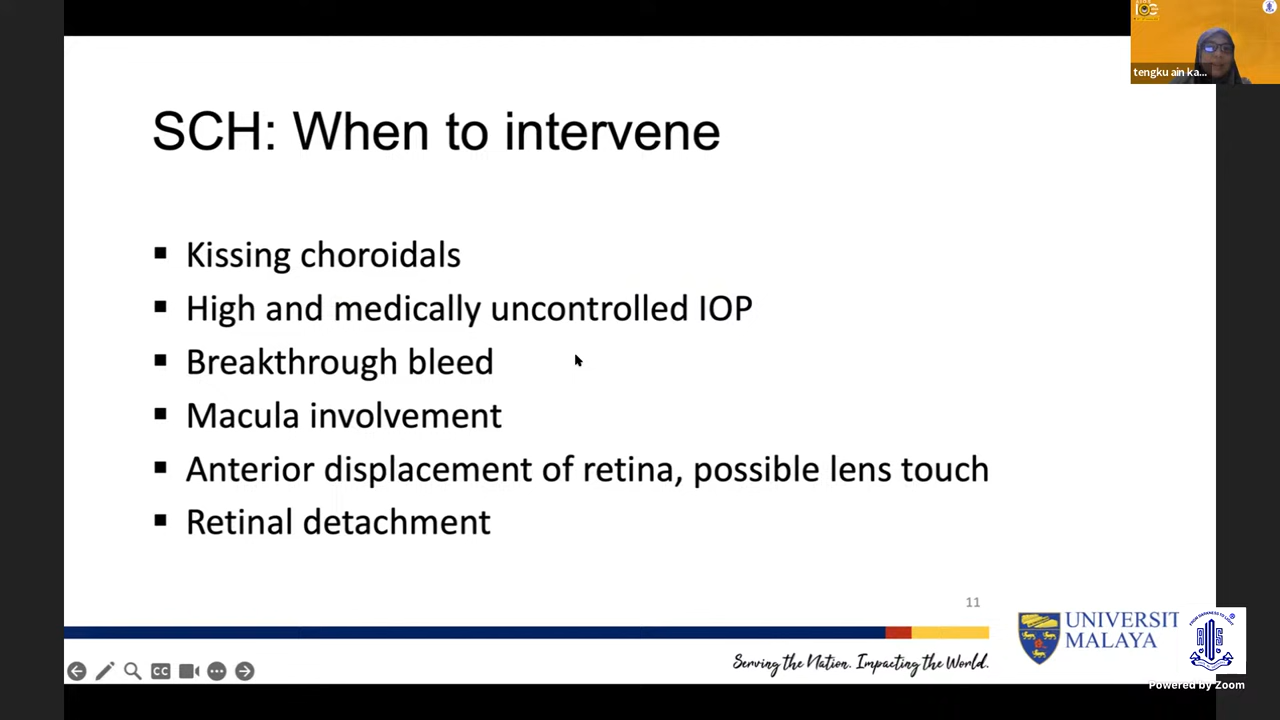 tengku ain ka...
SCH: When to intervene
Kissing choroidals
High and medically uncontrolled IOP
Breakthrough bleed
Macula involvement
Anterior displacement of retina, possible lens touch
Retinal detachment
11
UNIVERSIT
MALAYA
Serving the Nation. Impacting the World.
CC
Powered by Zoom